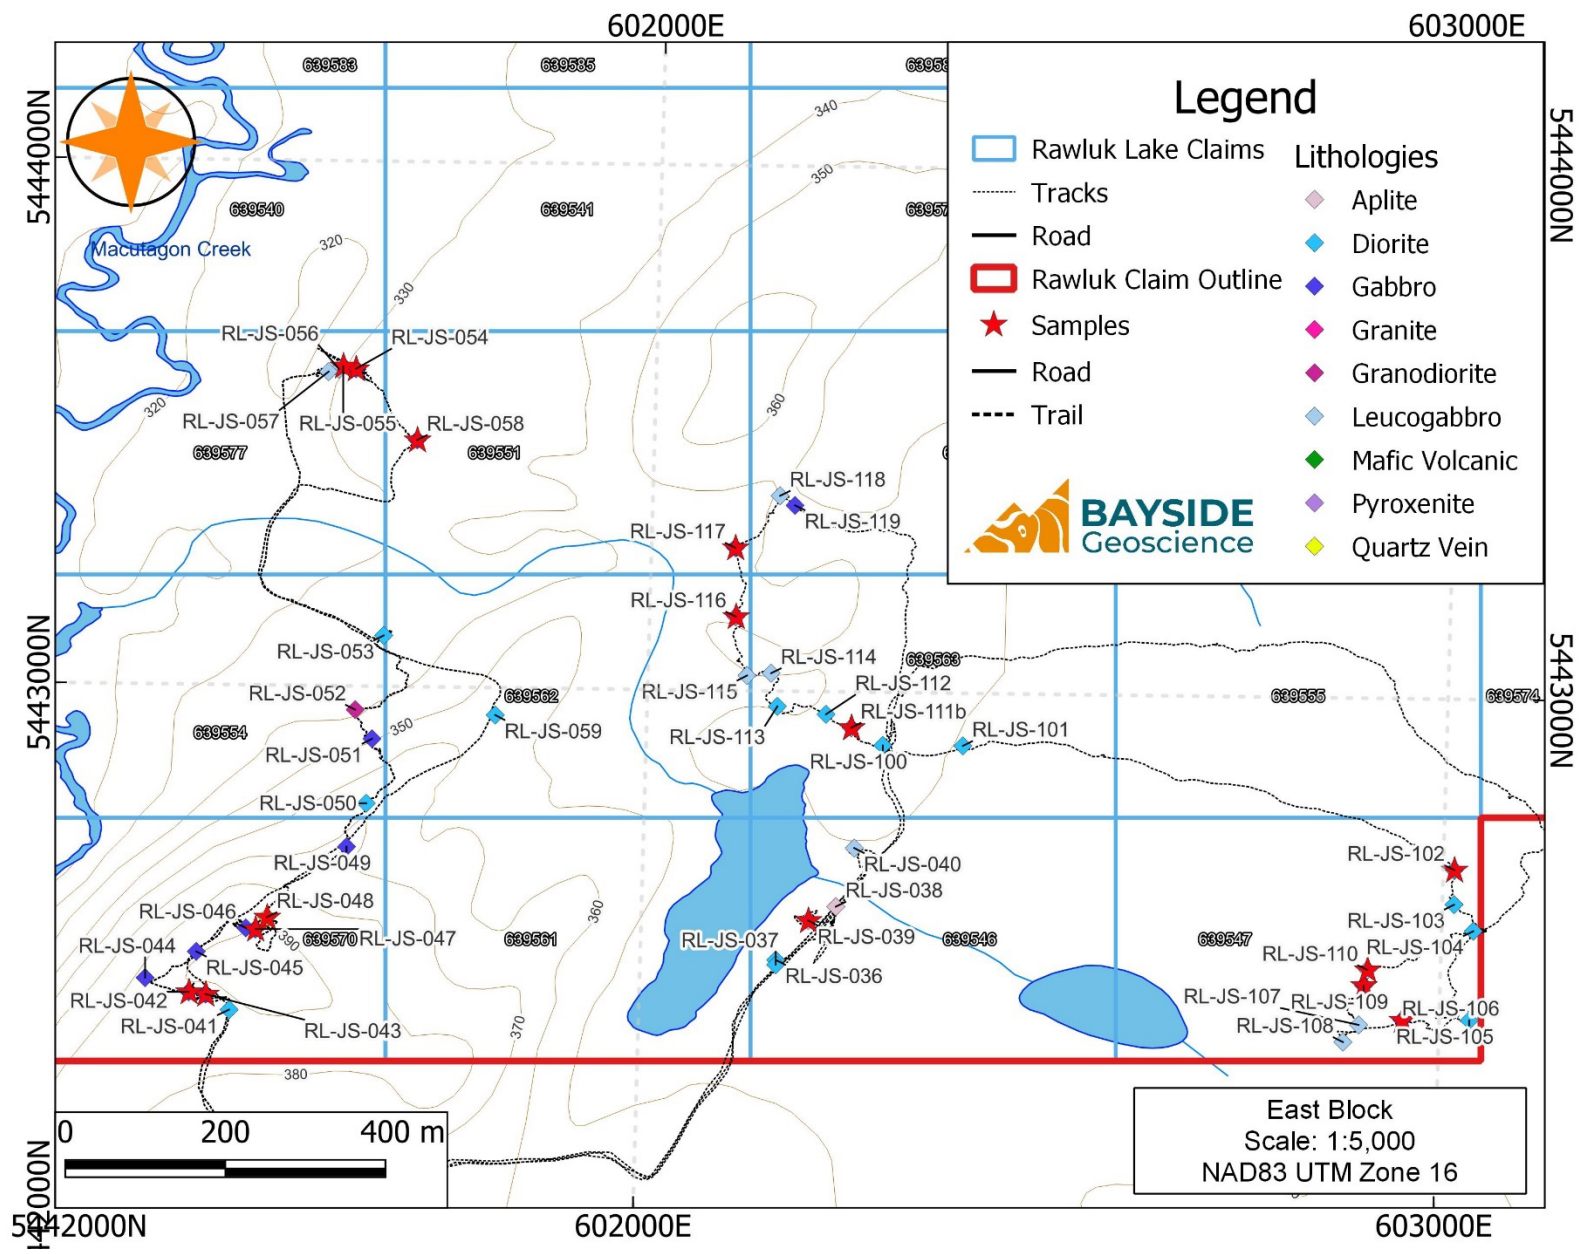 602000E
603000E
639583
639585
5444000N
340
5444000N
350
639540
639541
Macutagon Creek
320
330
RL-JS-056
RL-JS-054
320
360
RL-JS-057
RL-JS-055
RL-JS-058
639577
639551
RL-JS-118
RL-JS-119
RL-JS-117
RL-JS-116
5443000N
5443000N
RL-JS-053
RL-JS-114
639563
RL-JS-052
639562
RL-JS-115
RL-JS-112
639555
639574
639554
350
RL-JS-059
RL-JS-113
RL-JS-111b
RL-JS-101
RL-JS-051
RL-JS-100
RL-JS-050
RL-JS-049
RL-JS-040
RL-JS-102
RL-JS-048
RL-JS-038
RL-JS-046
360
RL-JS-103
RL-JS-044
390
639570
RL-JS-047
639561
RL-JS-037
RL-JS-039
639546
639547
RL-JS-104
RL-JS-110
RL-JS-045
RL-JS-036
RL-JS-042
RL-JS-107
RL-JS-109
RL-JS-106
RL-JS-041
RL-JS-043
370
RL-JS-108
RL-JS-105
380
Legend
Rawluk Lake Claims
Tracks
Road
Rawluk Claim Outline
Samples
Road
Trail
Lithologies
Aplite
Diorite
Gabbro
Granite
Granodiorite
Leucogabbro
Mafic Volcanic
Pyroxenite
Quartz Vein
BAYSIDE
Geoscience
0 200 400 m
East Block
Scale: 1:5,000
NAD83 UTM Zone 16
5442000N
602000E
603000E